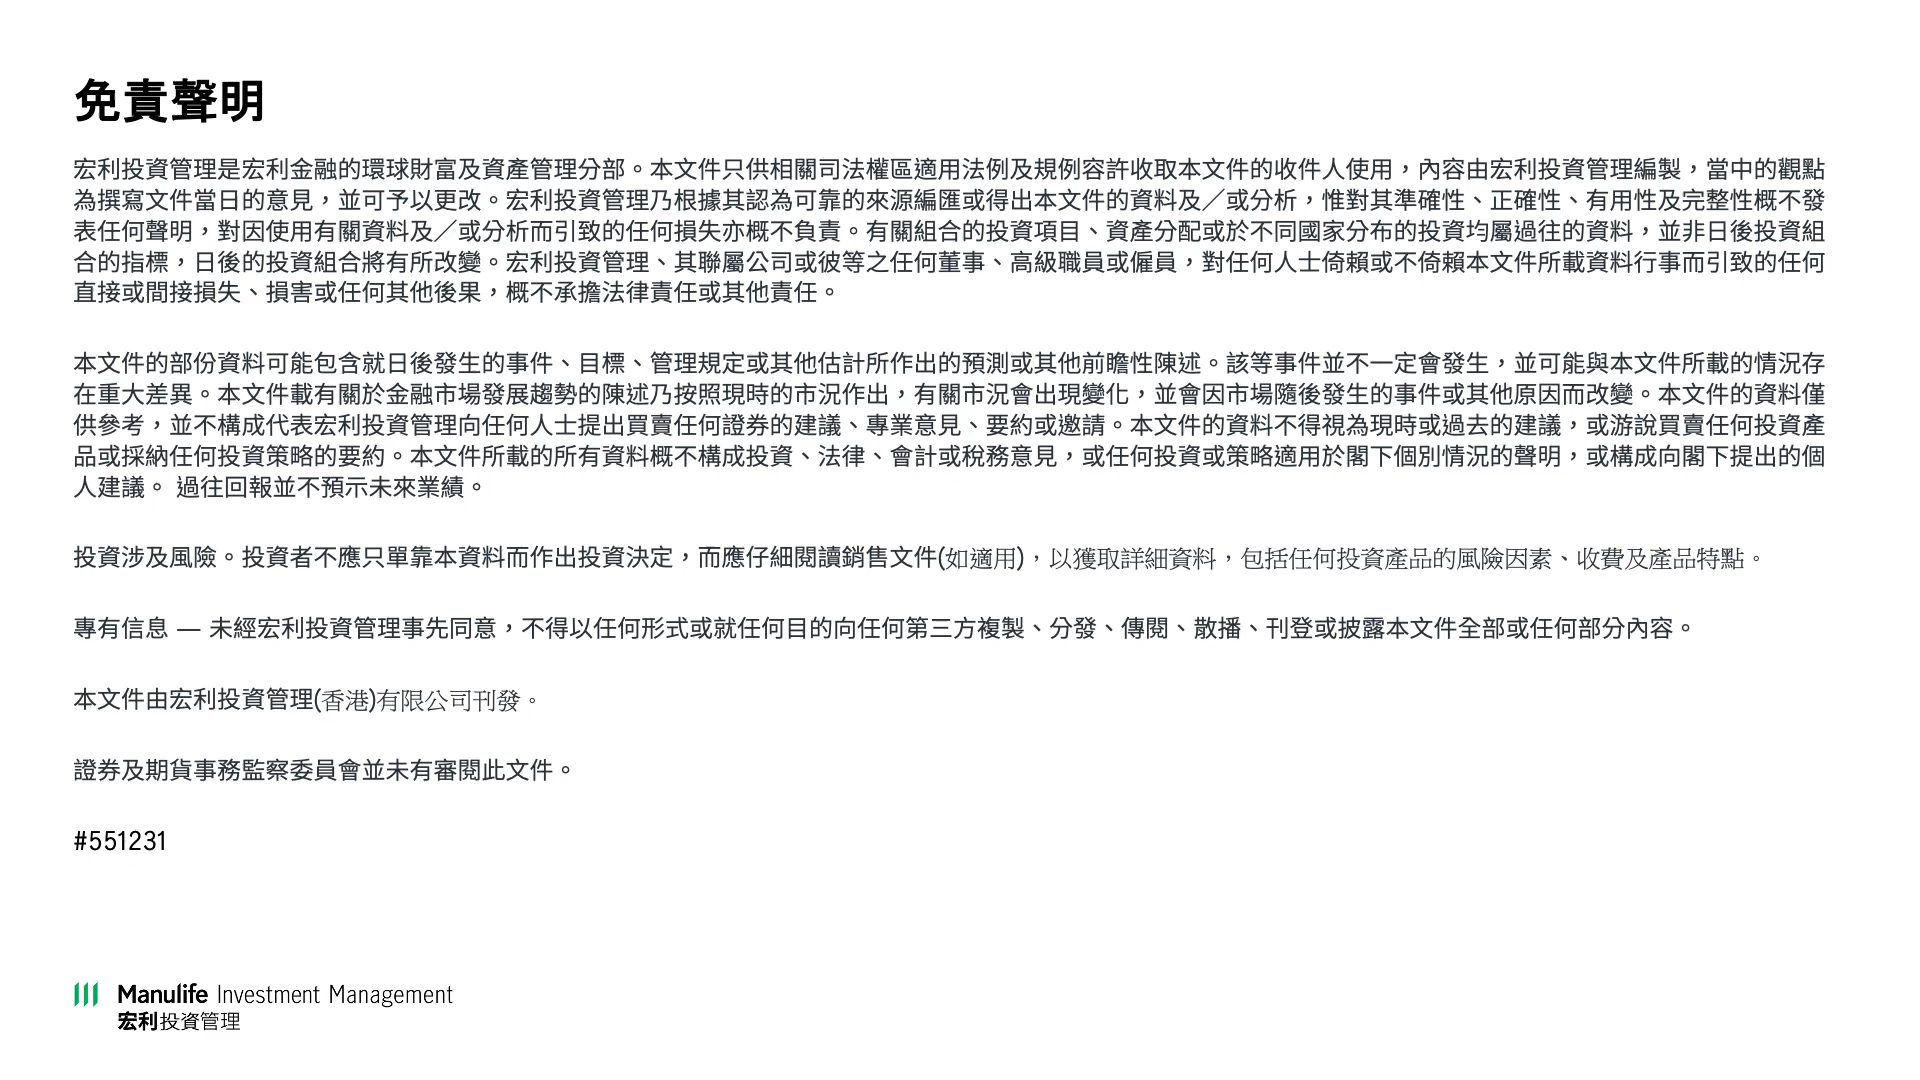 免責聲明
宏利投資管理是宏利金融的環球財富及資產管理分部。本文件只供相關司法權區適用法例及規例容許收取本文件的收件人使用，內容由宏利投資管理編製，當中的觀點
為撰寫文件當日的意見，並可予以更改。宏利投資管理乃根據其認為可靠的來源編匯或得出本文件的資料及／或分析，惟對其準確性、正確性、有用性及完整性概不發
表任何聲明，對因使用有關資料及／或分析而引致的任何損失亦概不負責。有關組合的投資項目、資產分配或於不同國家分布的投資均屬過往的資料，並非日後投資組
合的指標，日後的投資組合將有所改變。宏利投資管理、其聯屬公司或彼等之任何董事、高級職員或僱員，對任何人士倚賴或不倚賴本文件所載資料行事而引致的任何
直接或間接損失、損害或任何其他後果，概不承擔法律責任或其他責任。
本文件的部份資料可能包含就日後發生的事件、目標、管理規定或其他估計所作出的預測或其他前瞻性陳述。該等事件並不一定會發生，並可能與本文件所載的情況存
在重大差異。本文件載有關於金融市場發展趨勢的陳述乃按照現時的市況作出，有關市況會出現變化，並會因市場隨後發生的事件或其他原因而改變。本文件的資料僅
供參考，並不構成代表宏利投資管理向任何人士提出買賣任何證券的建議、專業意見、要約或邀請。本文件的資料不得視為現時或過去的建議，或游說買賣任何投資產
品或採納任何投資策略的要約。本文件所載的所有資料概不構成投資、法律、會計或稅務意見，或任何投資或策略適用於閣下個別情況的聲明，或構成向閣下提出的個
人建議。 過往回報並不預示未來業績。
投資涉及風險。投資者不應只單靠本資料而作出投資決定，而應仔細閱讀銷售文件(如適用)，以獲取詳細資料，包括任何投資產品的風險因素、收費及產品特點。
專有信息 — 未經宏利投資管理事先同意，不得以任何形式或就任何目的向任何第三方複製、分發、傳閱、散播、刊登或披露本文件全部或任何部分內容。
本文件由宏利投資管理(香港)有限公司刊發。
證券及期貨事務監察委員會並未有審閱此文件。
#551231
Manulife Investment Management
宏利投資管理